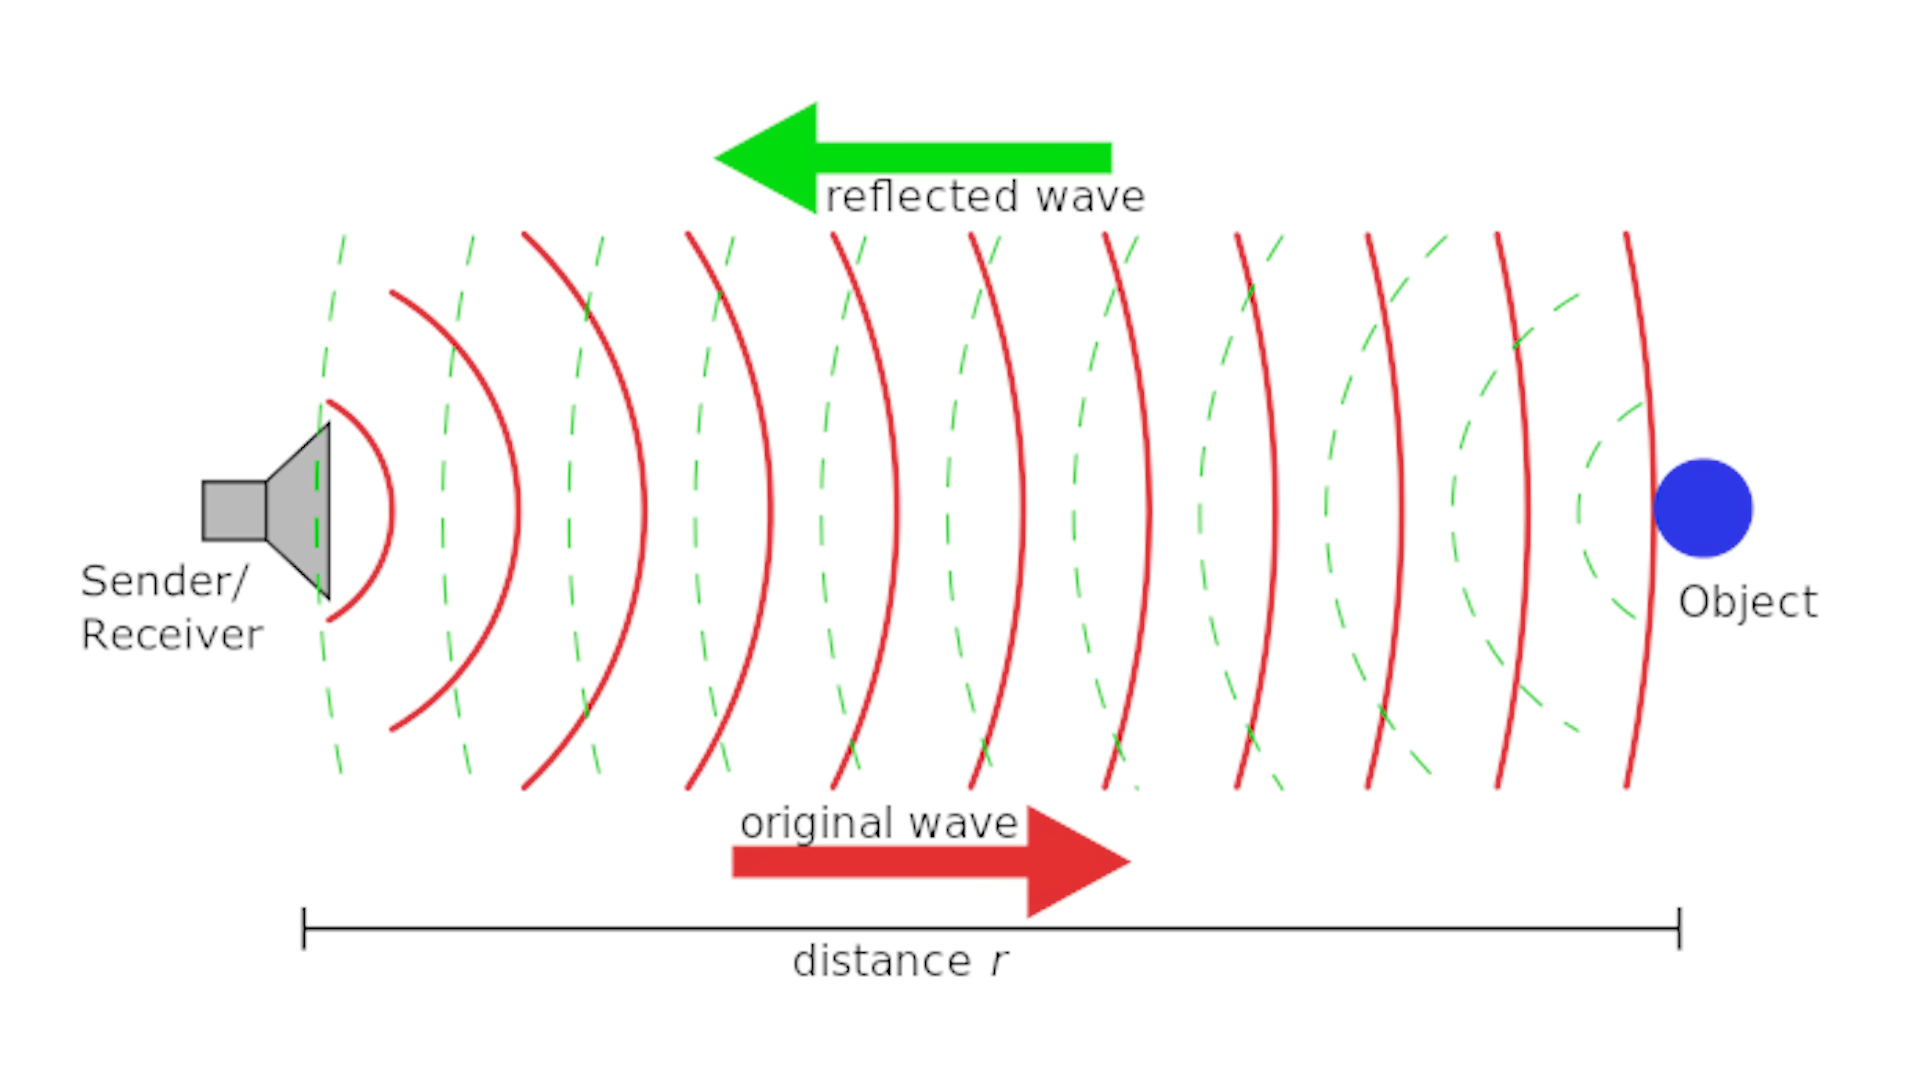 reflected wave
Sender/
Receiver
Object
original wave
distance r